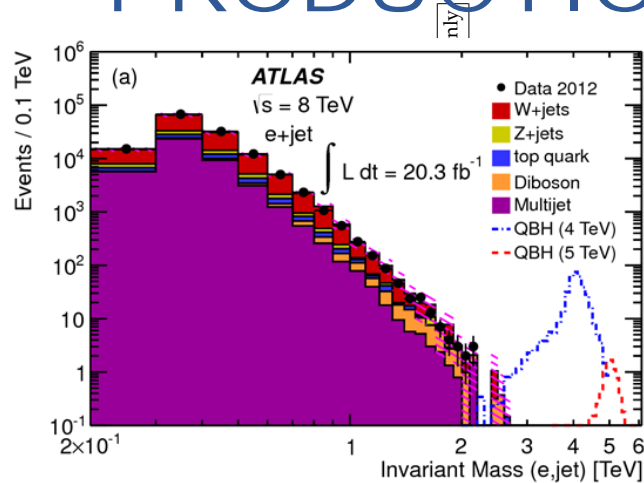 PRODUCTIO
nly
(a)
ATLAS
√s = 8 TeV
e+jet
∫ L dt = 20.3 fb⁻¹
Data 2012
W+jets
Z+jets
top quark
Diboson
Multijet
QBH (4 TeV)
QBH (5 TeV)
Events / 0.1 TeV
10⁶
10⁵
10⁴
10³
10²
10
1
10⁻¹
2×10⁻¹ 1 2 3 4 5 6
Invariant Mass (e,jet) [TeV]